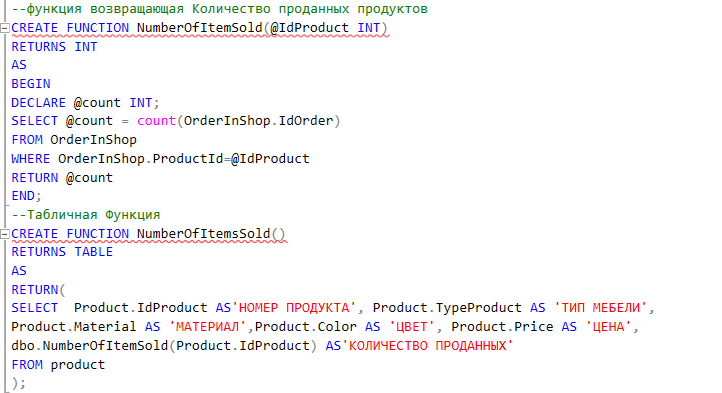 --функция возвращающая Количество проданных продуктов
CREATE FUNCTION NumberOfItemSold(@IdProduct INT)
RETURNS INT
AS
BEGIN
DECLARE @count INT;
SELECT @count = count(OrderInShop.IdOrder)
FROM OrderInShop
WHERE OrderInShop.ProductId=@IdProduct
RETURN @count
END;
--Табличная Функция
CREATE FUNCTION NumberOfItemsSold()
RETURNS TABLE
AS
RETURN(
SELECT  Product.IdProduct AS'НОМЕР ПРОДУКТА', Product.TypeProduct AS 'ТИП МЕБЕЛИ',
Product.Material AS 'МАТЕРИАЛ',Product.Color AS 'ЦВЕТ', Product.Price AS 'ЦЕНА',
dbo.NumberOfItemSold(Product.IdProduct) AS'КОЛИЧЕСТВО ПРОДАННЫХ'
FROM product
);